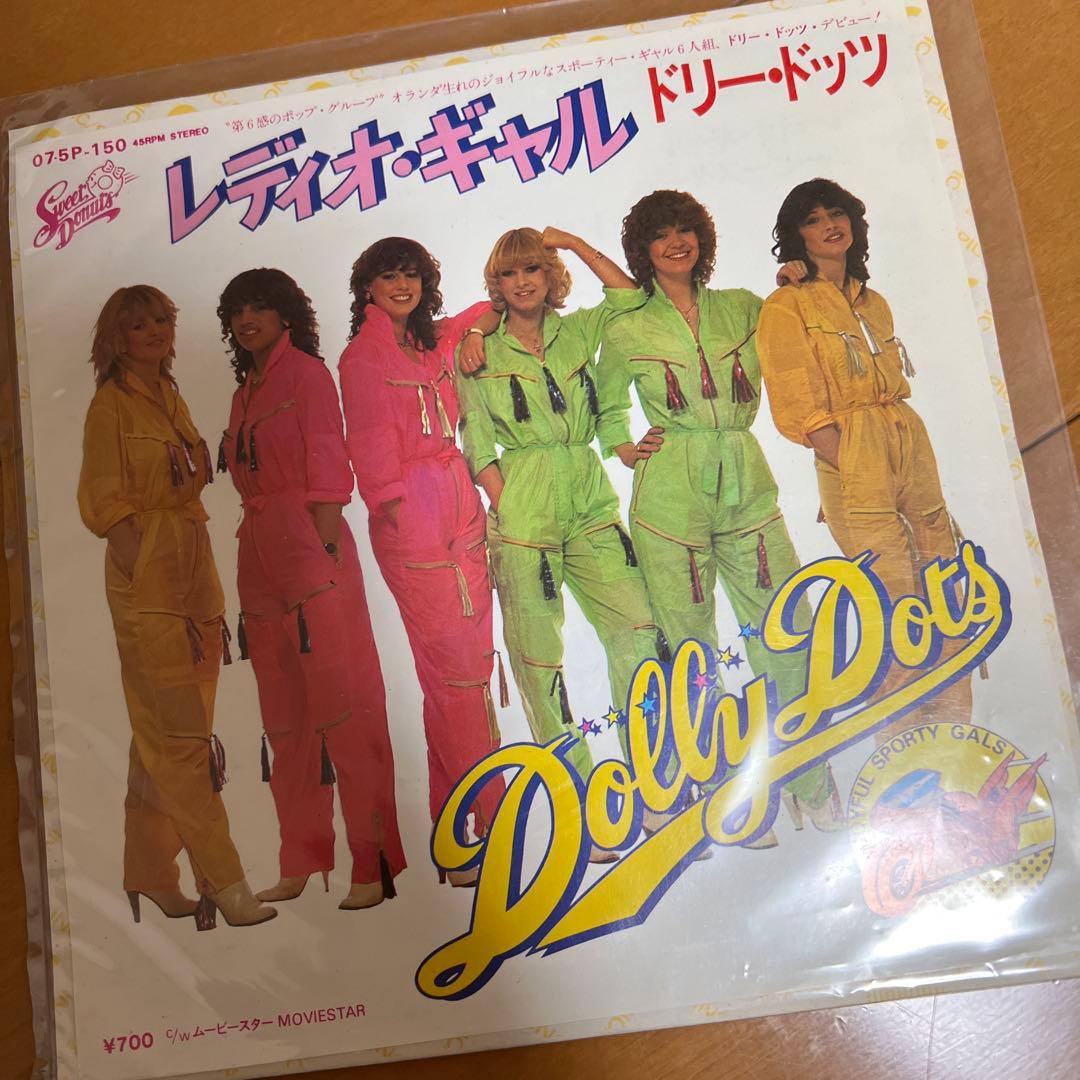 "第6感のポップ・グループ" オランダ生れのジョイフルなスポーティー・ギャル6人組、ドリー・ドッツ・デビュー!
07·5P-150 45RPM STEREO
レディオ・ギャル ドリー・ドッツ
Sweet Donuts
Dolly Dots
SPORTY GALS
¥700 c/w ムービースター MOVIESTAR